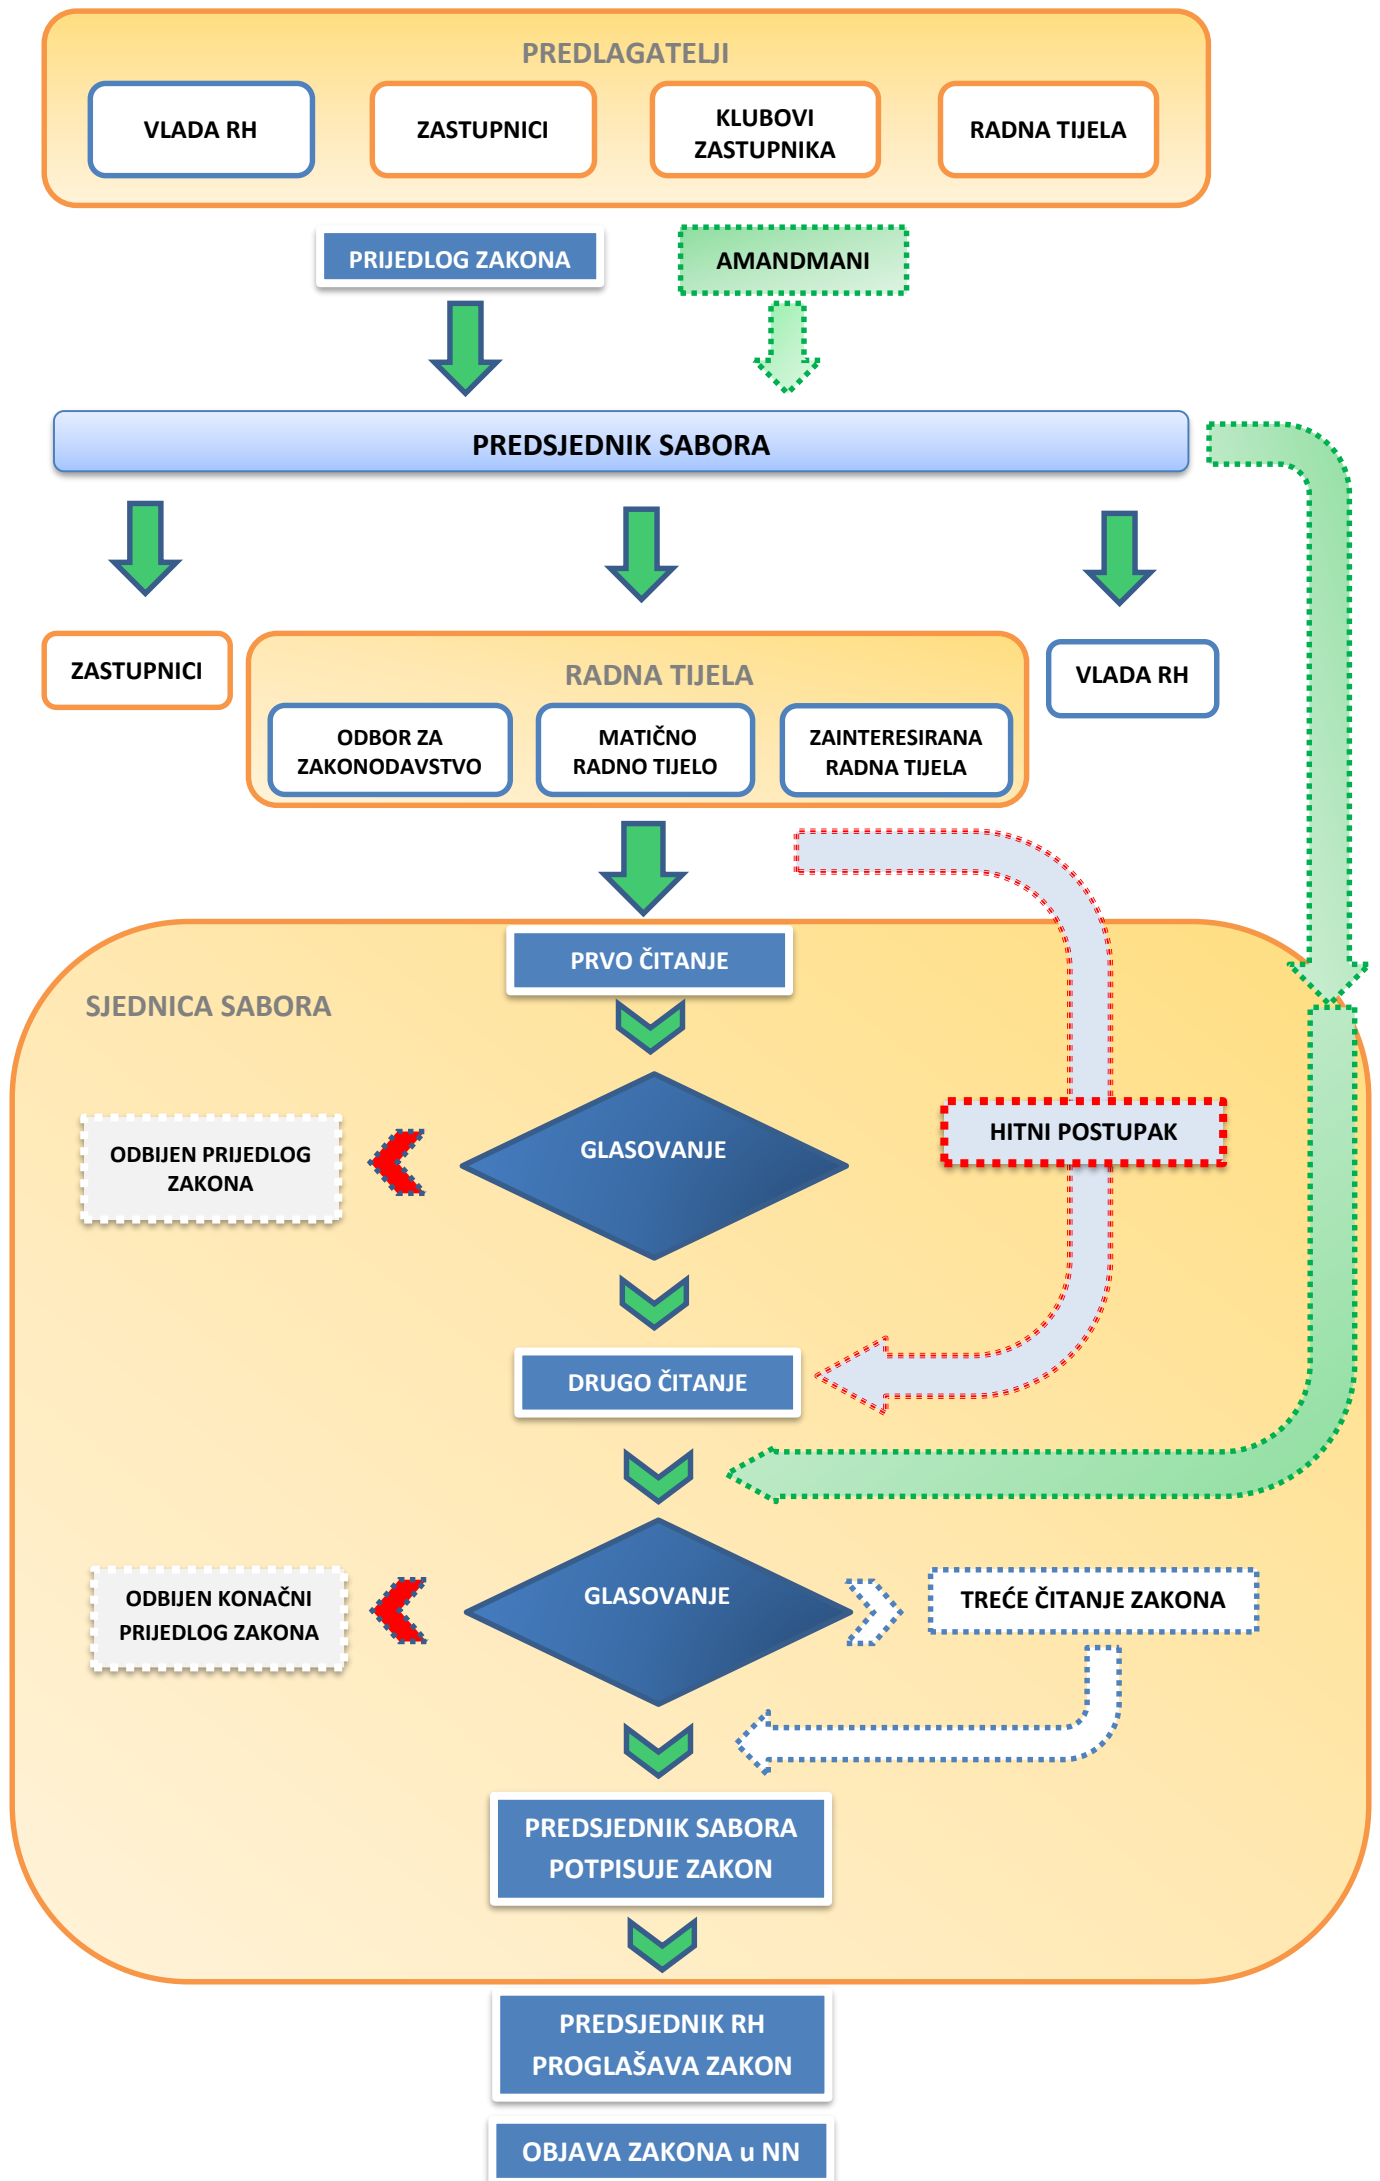 PREDLAGATELJI
VLADA RH
ZASTUPNICI
KLUBOVI
ZASTUPNIKA
RADNA TIJELA
PRIJEDLOG ZAKONA
AMANDMANI
PREDSJEDNIK SABORA
ZASTUPNICI
RADNA TIJELA
VLADA RH
ODBOR ZA
ZAKONODAVSTVO
MATIČNO
RADNO TIJELO
ZAINTERESIRANA
RADNA TIJELA
PRVO ČITANJE
SJEDNICA SABORA
GLASOVANJE
ODBIJEN PRIJEDLOG
ZAKONA
HITNI POSTUPAK
DRUGO ČITANJE
GLASOVANJE
ODBIJEN KONAČNI
PRIJEDLOG ZAKONA
TREĆE ČITANJE ZAKONA
PREDSJEDNIK SABORA
POTPISUJE ZAKON
PREDSJEDNIK RH
PROGLAŠAVA ZAKON
OBJAVA ZAKONA u NN